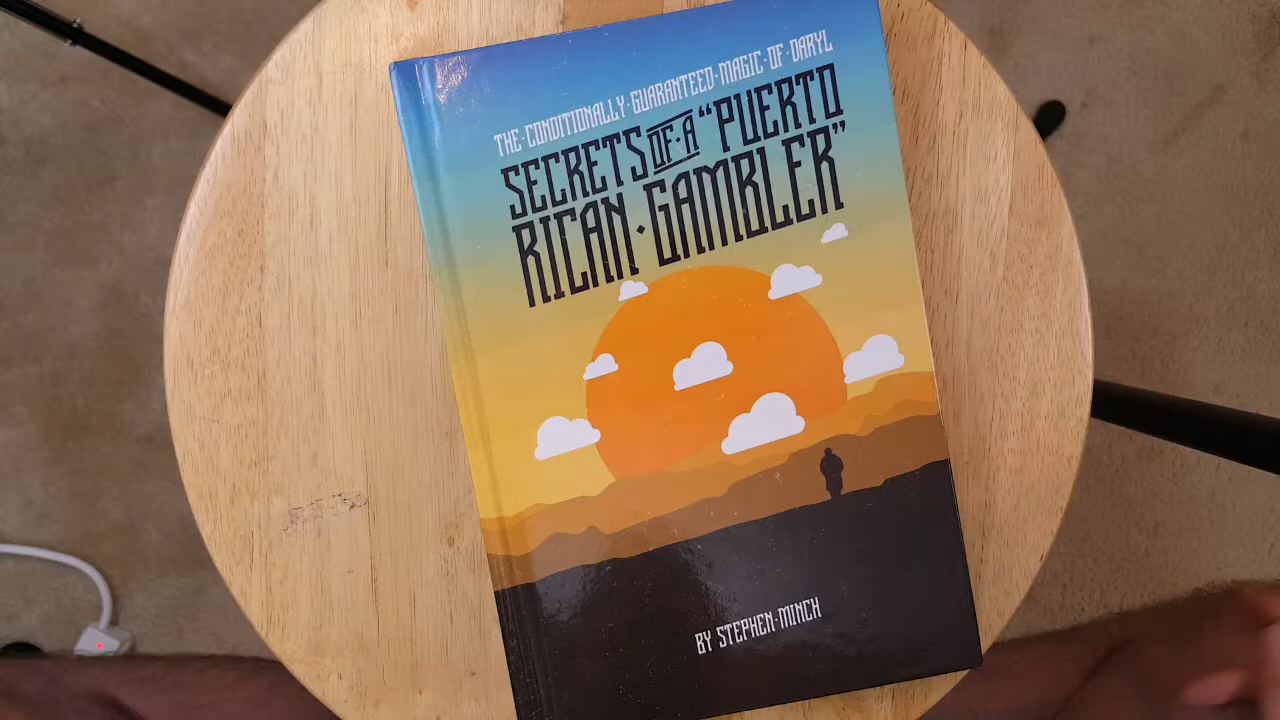 THE·CONDITIONALLY·GUARANTEED·MAGIC·OF·DARYL
SECRETS OF·A "PUERTO
RICAN·GAMBLER"
BY STEPHEN·MINCH